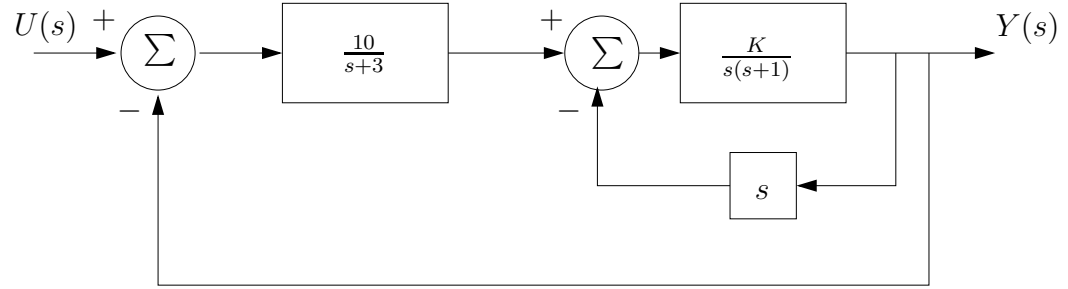 U(s) + ∑ 10/(s+3) + ∑ K/(s(s+1)) Y(s)
− −
s